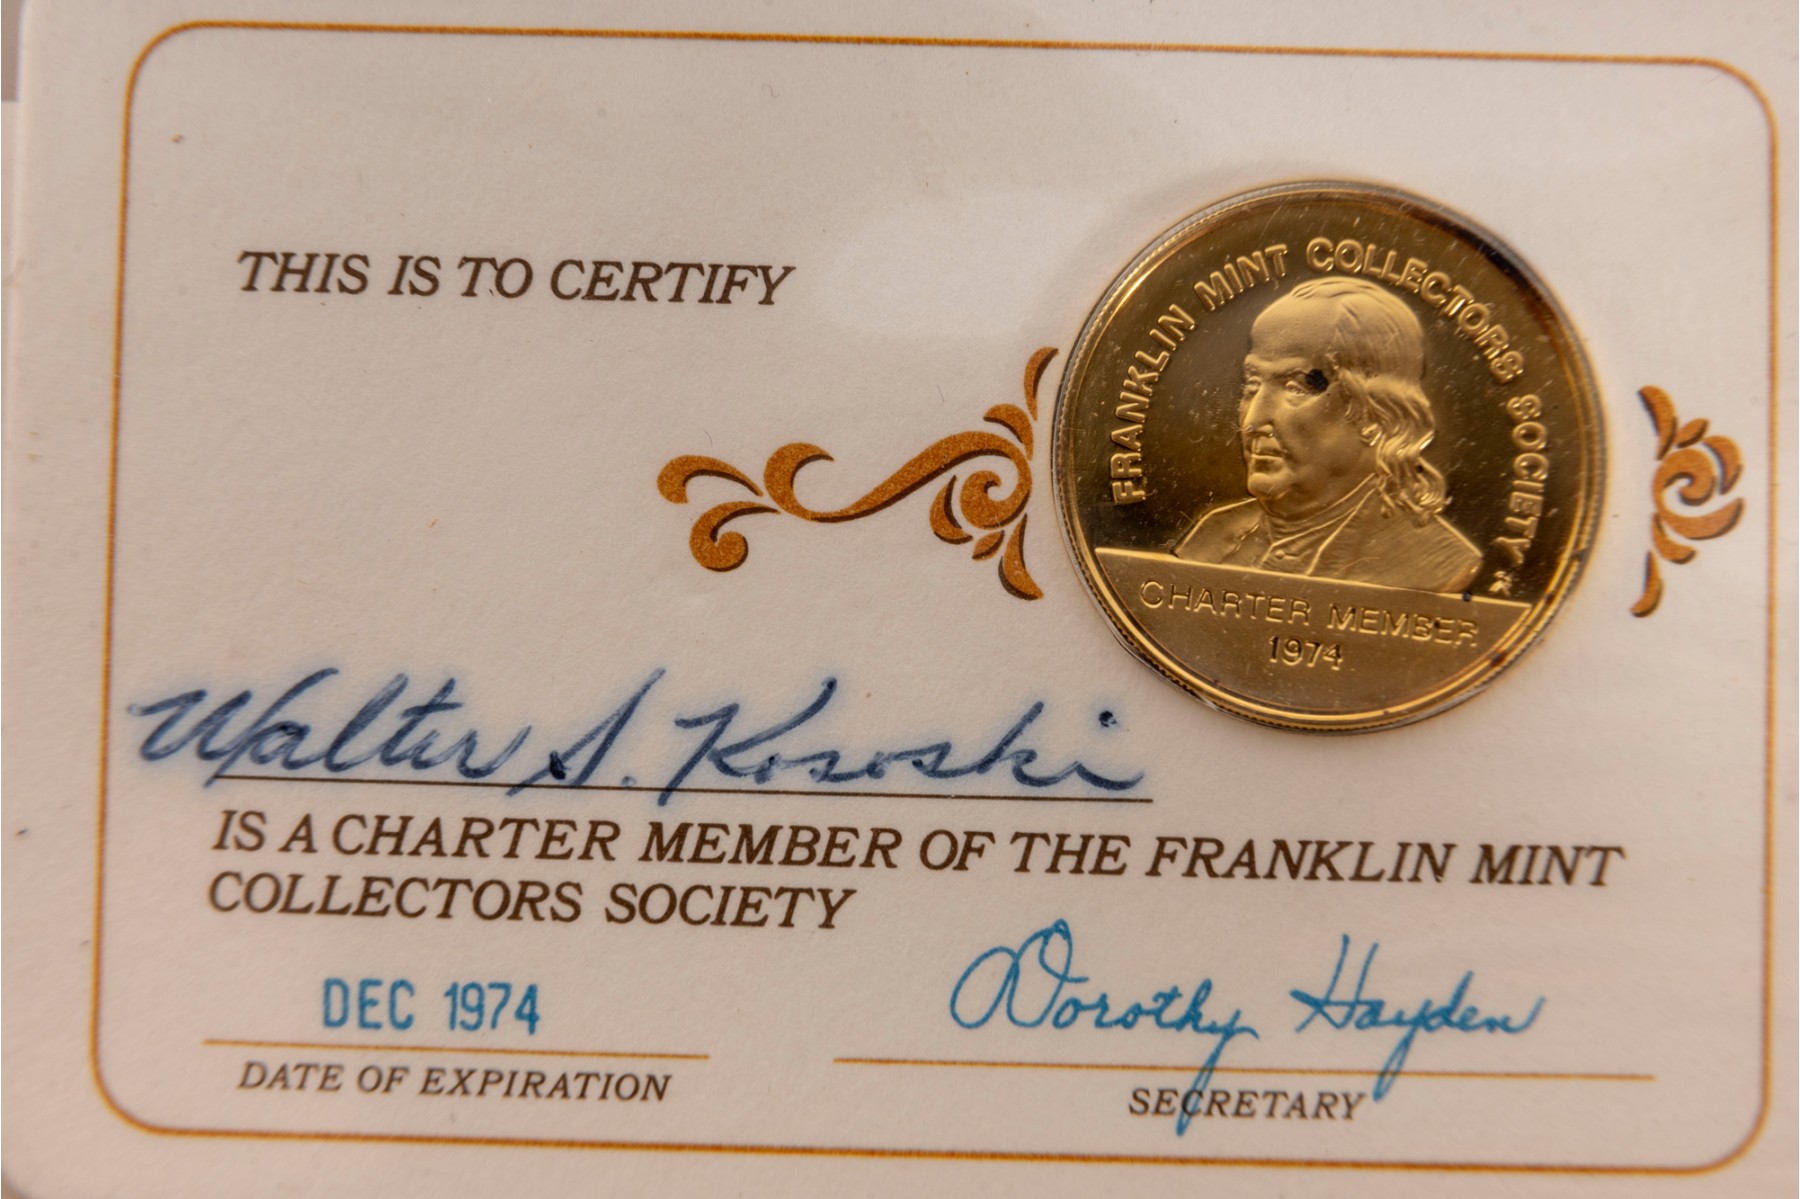 THIS IS TO CERTIFY
FRANKLIN MINT COLLECTORS SOCIETY
CHARTER MEMBER
1974
Walter S. Kososki
IS A CHARTER MEMBER OF THE FRANKLIN MINT
COLLECTORS SOCIETY
DEC 1974
Dorothy Hayden
DATE OF EXPIRATION
SECRETARY